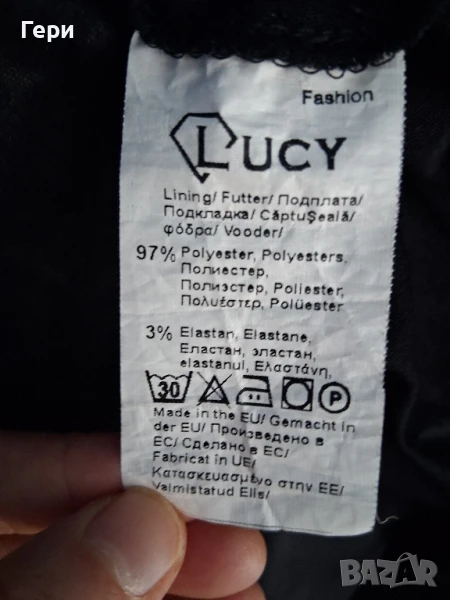 Гери
Fashion
LUCY
Lining/ Futter/ Подплата/
Подкладка/ CăptuŞeală/
φόδρα/ Vooder/
97% Polyester, Polyesters,
Полиестер,
Полиэстер, Poliester,
Πολυέστερ, Polüester
3% Elastan, Elastane,
Еластан, эластан,
elastanul, Ελαστάνη,
30 P
Made in the EU/ Gemacht in
der EU/ Произведено в
ЕС/ Сделано в ЕС/
Fabricat în UE/
Κατασκευασμένο στην ΕΕ/
Valmistatud Elis/
BAZAR